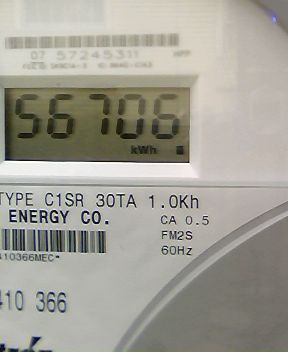 07 57245311
56706
kWh
TYPE C1SR 30TA 1.0Kh
ENERGY CO.
CA 0.5
FM2S
60Hz
410366MEC*
410 366